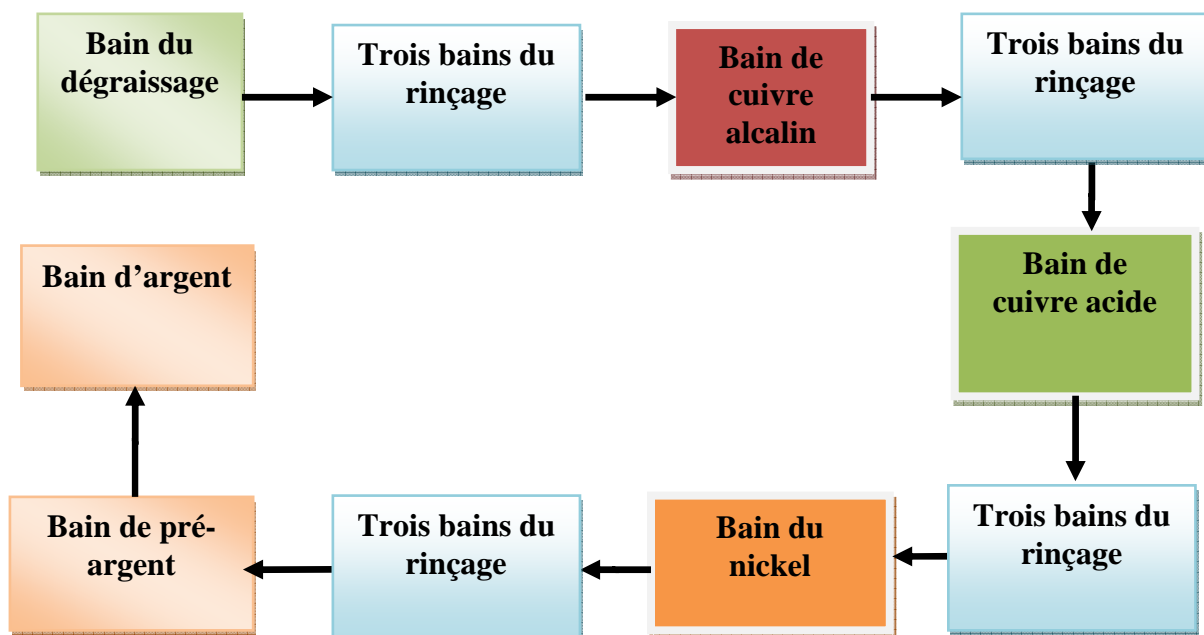 Bain du
dégraissage
Trois bains du
rinçage
Bain de
cuivre
alcalin
Trois bains du
rinçage
Bain de
cuivre acide
Trois bains du
rinçage
Bain du
nickel
Trois bains du
rinçage
Bain de pré-
argent
Bain d’argent